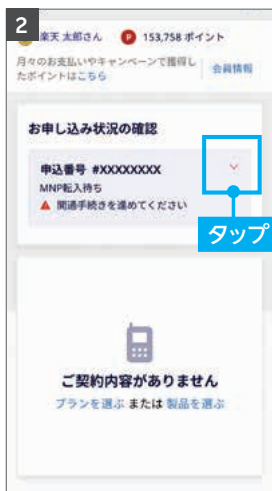 2
楽天 太郎さん P 153,758 ポイント
月々のお支払いやキャンペーンで獲得し
たポイントはこちら
会員情報
お申し込み状況の確認
申込番号 #XXXXXXXX
MNP転入待ち
開通手続きを進めてください
タップ
ご契約内容がありません
プランを選ぶ または 製品を選ぶ